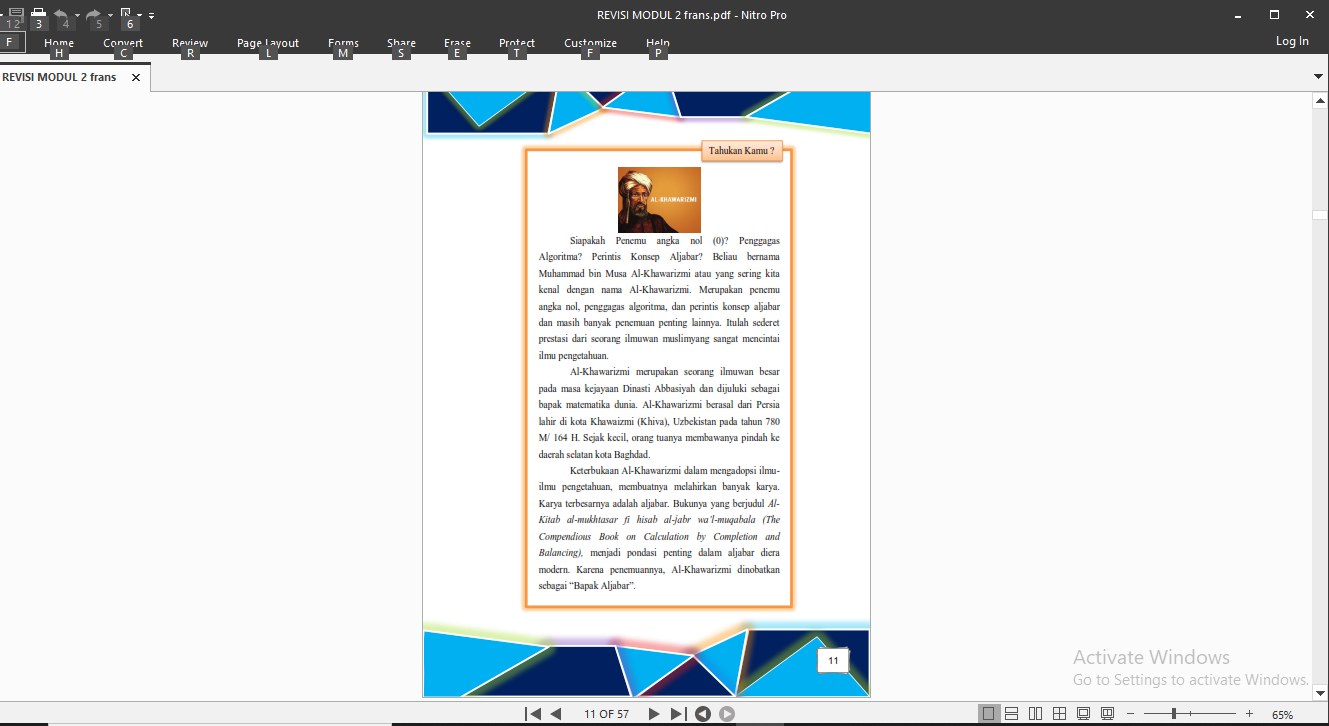 REVISI MODUL 2 frans.pdf - Nitro Pro
12 3 4 5 6
F Home Convert Review Page Layout Forms Share Erase Protect Customize Help Log In
H C R L M S E T F P
REVISI MODUL 2 frans
Tahukan Kamu ?
AL-KHAWARIZMI
Siapakah Penemu angka nol (0)? Penggagas
Algoritma? Perintis Konsep Aljabar? Beliau bernama
Muhammad bin Musa Al-Khawarizmi atau yang sering kita
kenal dengan nama Al-Khawarizmi. Merupakan penemu
angka nol, penggagas algoritma, dan perintis konsep aljabar
dan masih banyak penemuan penting lainnya. Itulah sederet
prestasi dari seorang ilmuwan muslimyang sangat mencintai
ilmu pengetahuan.
Al-Khawarizmi merupakan seorang ilmuwan besar
pada masa kejayaan Dinasti Abbasiyah dan dijuluki sebagai
bapak matematika dunia. Al-Khawarizmi berasal dari Persia
lahir di kota Khawaizmi (Khiva), Uzbekistan pada tahun 780
M/ 164 H. Sejak kecil, orang tuanya membawanya pindah ke
daerah selatan kota Baghdad.
Keterbukaan Al-Khawarizmi dalam mengadopsi ilmu-
ilmu pengetahuan, membuatnya melahirkan banyak karya.
Karya terbesarnya adalah aljabar. Bukunya yang berjudul Al-
Kitab al-mukhtasar fi hisab al-jabr wa'l-muqabala (The
Compendious Book on Calculation by Completion and
Balancing), menjadi pondasi penting dalam aljabar diera
modern. Karena penemuannya, Al-Khawarizmi dinobatkan
sebagai “Bapak Aljabar”.
11
Activate Windows
Go to Settings to activate Windows.
11 OF 57
65%